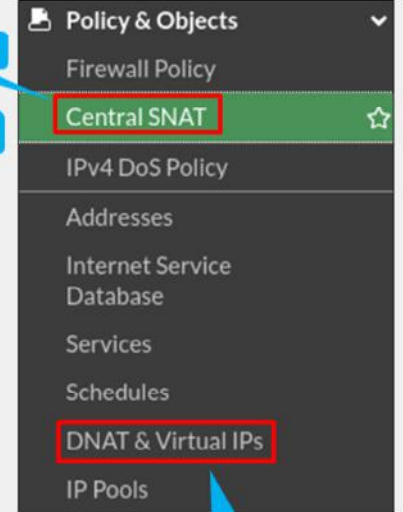 Policy & Objects
Firewall Policy
Central SNAT
IPv4 DoS Policy
Addresses
Internet Service
Database
Services
Schedules
DNAT & Virtual IPs
IP Pools